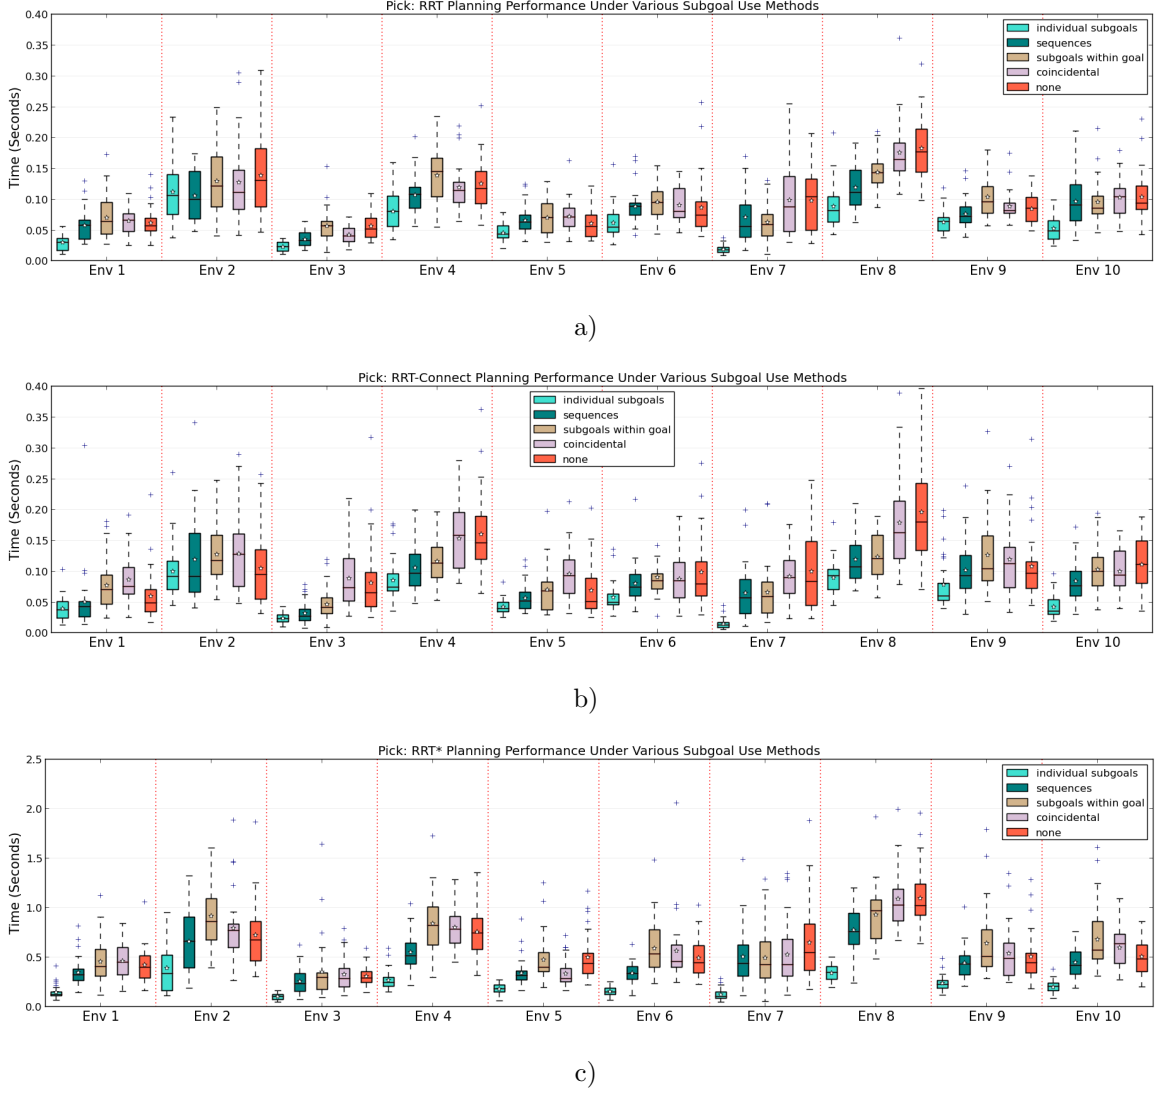 Pick: RRT Planning Performance Under Various Subgoal Use Methods
0.40
0.35
0.30
0.25
0.20
0.15
0.10
0.05
0.00
Time (Seconds)
individual subgoals
sequences
subgoals within goal
coincidental
none
Env 1 Env 2 Env 3 Env 4 Env 5 Env 6 Env 7 Env 8 Env 9 Env 10
a)
Pick: RRT-Connect Planning Performance Under Various Subgoal Use Methods
0.40
0.35
0.30
0.25
0.20
0.15
0.10
0.05
0.00
Time (Seconds)
individual subgoals
sequences
subgoals within goal
coincidental
none
Env 1 Env 2 Env 3 Env 4 Env 5 Env 6 Env 7 Env 8 Env 9 Env 10
b)
Pick: RRT* Planning Performance Under Various Subgoal Use Methods
2.5
2.0
1.5
1.0
0.5
0.0
Time (Seconds)
individual subgoals
sequences
subgoals within goal
coincidental
none
Env 1 Env 2 Env 3 Env 4 Env 5 Env 6 Env 7 Env 8 Env 9 Env 10
c)